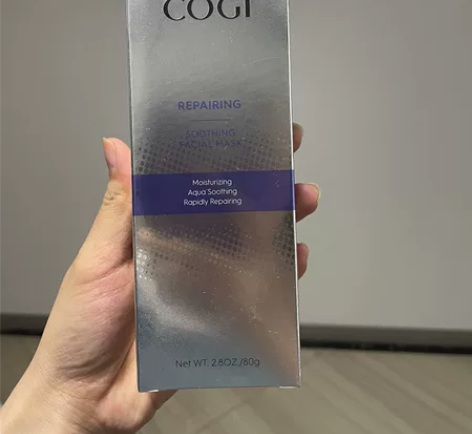 COGI
REPAIRING
SOOTHING
FACIAL MASK
Moisturizing
Aqua Soothing
Rapidly Repairing
Net WT. 2.8OZ./80g